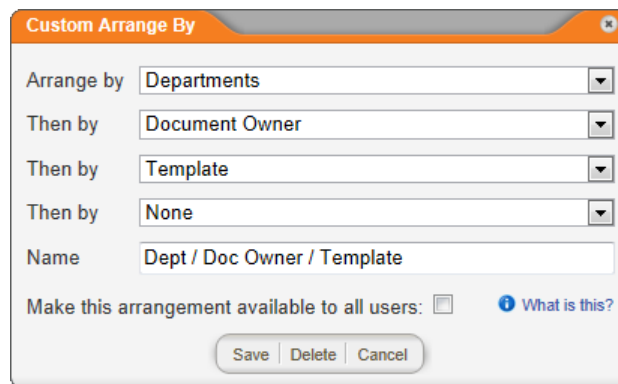 Custom Arrange By
Arrange by Departments
Then by Document Owner
Then by Template
Then by None
Name Dept / Doc Owner / Template
Make this arrangement available to all users: What is this?
Save Delete Cancel